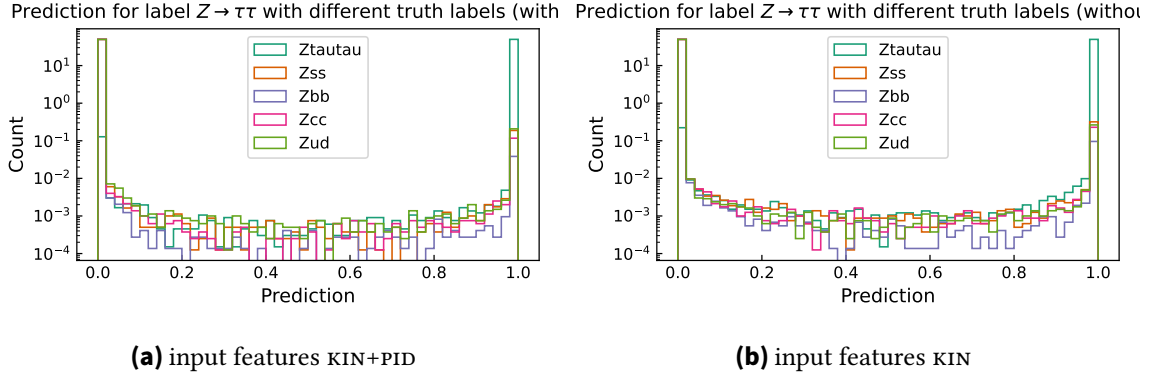 Prediction for label Z → ττ with different truth labels (with
Count
10¹
10⁰
10⁻¹
10⁻²
10⁻³
10⁻⁴
Ztautau
Zss
Zbb
Zcc
Zud
0.0 0.2 0.4 0.6 0.8 1.0
Prediction
(a) input features KIN+PID
Prediction for label Z → ττ with different truth labels (withou
Count
10¹
10⁰
10⁻¹
10⁻²
10⁻³
10⁻⁴
Ztautau
Zss
Zbb
Zcc
Zud
0.0 0.2 0.4 0.6 0.8 1.0
Prediction
(b) input features KIN